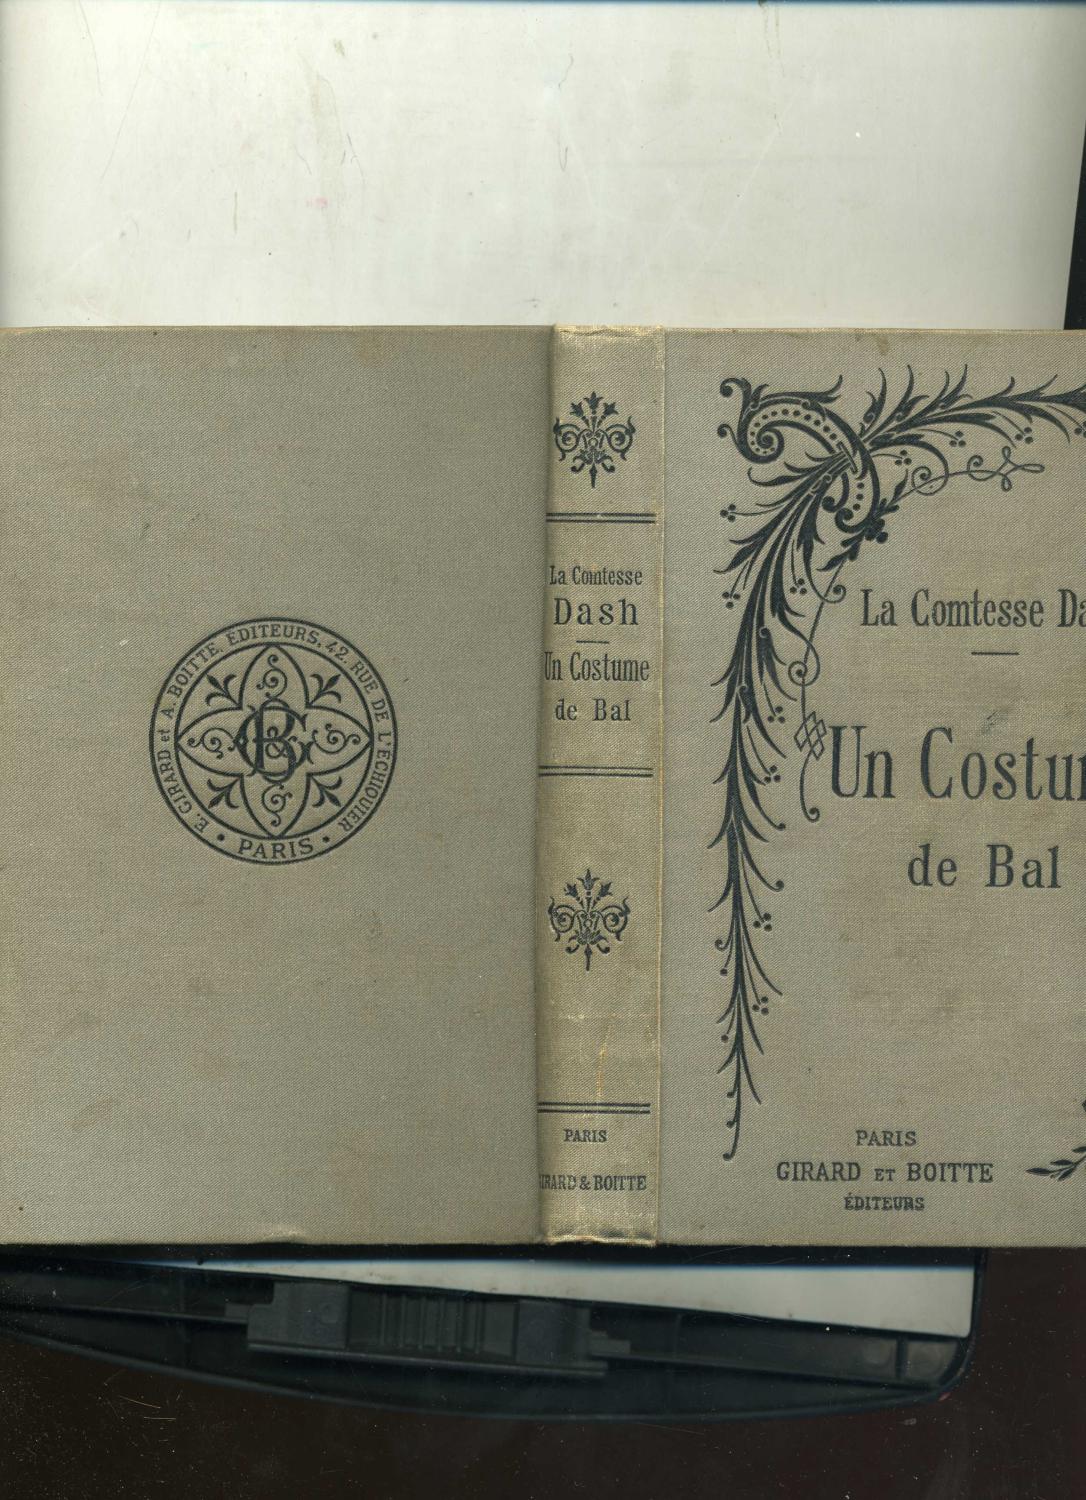 E. GIRARD et A. BOITTE, ÉDITEURS, 42, RUE DE L'ECHIQUIER
• PARIS •
G&B
La Comtesse
Dash
Un Costume
de Bal
PARIS
GIRARD & BOITTE
La Comtesse Da
Un Costu
de Bal
PARIS
GIRARD ET BOITTE
ÉDITEURS